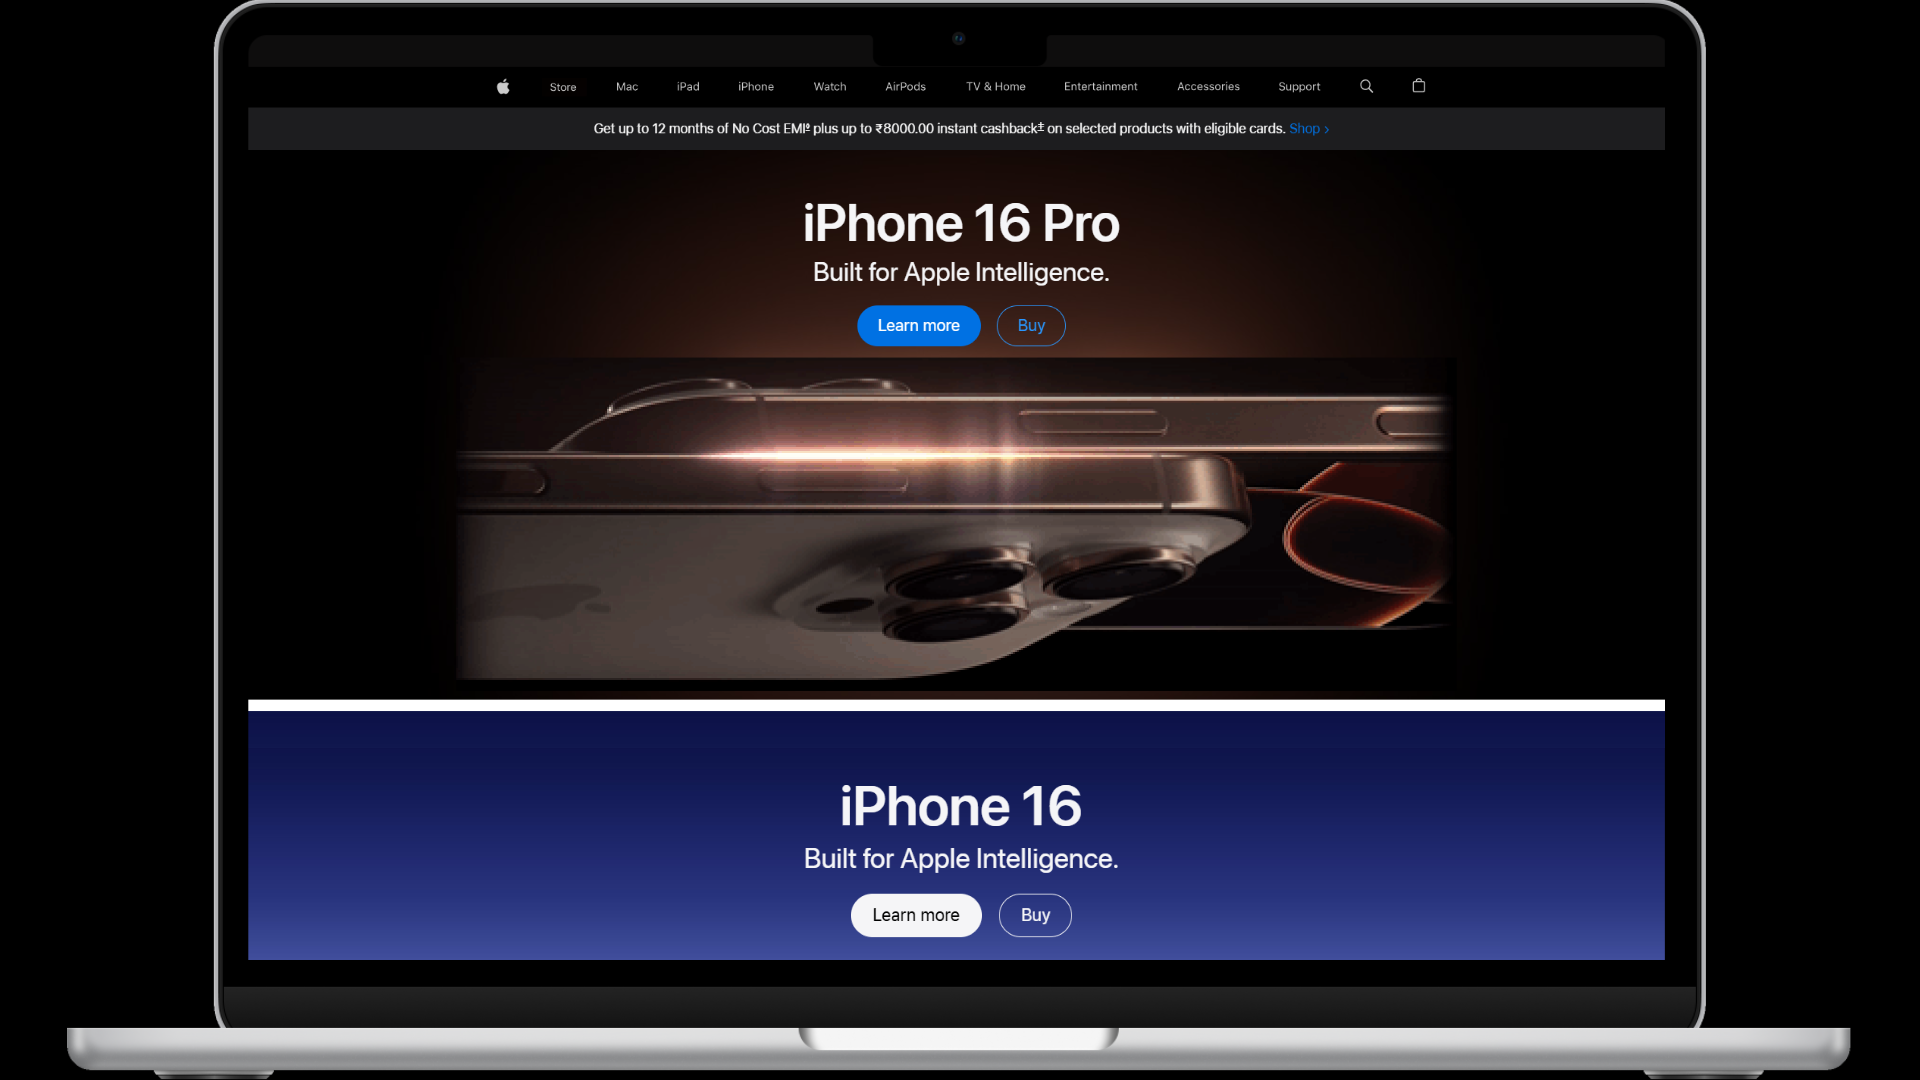 Store Mac iPad iPhone Watch AirPods TV & Home Entertainment Accessories Support
Get up to 12 months of No Cost EMI⁠º plus up to ₹8000.00 instant cashback‡ on selected products with eligible cards. Shop ›
iPhone 16 Pro
Built for Apple Intelligence.
Learn more Buy
iPhone 16
Built for Apple Intelligence.
Learn more Buy